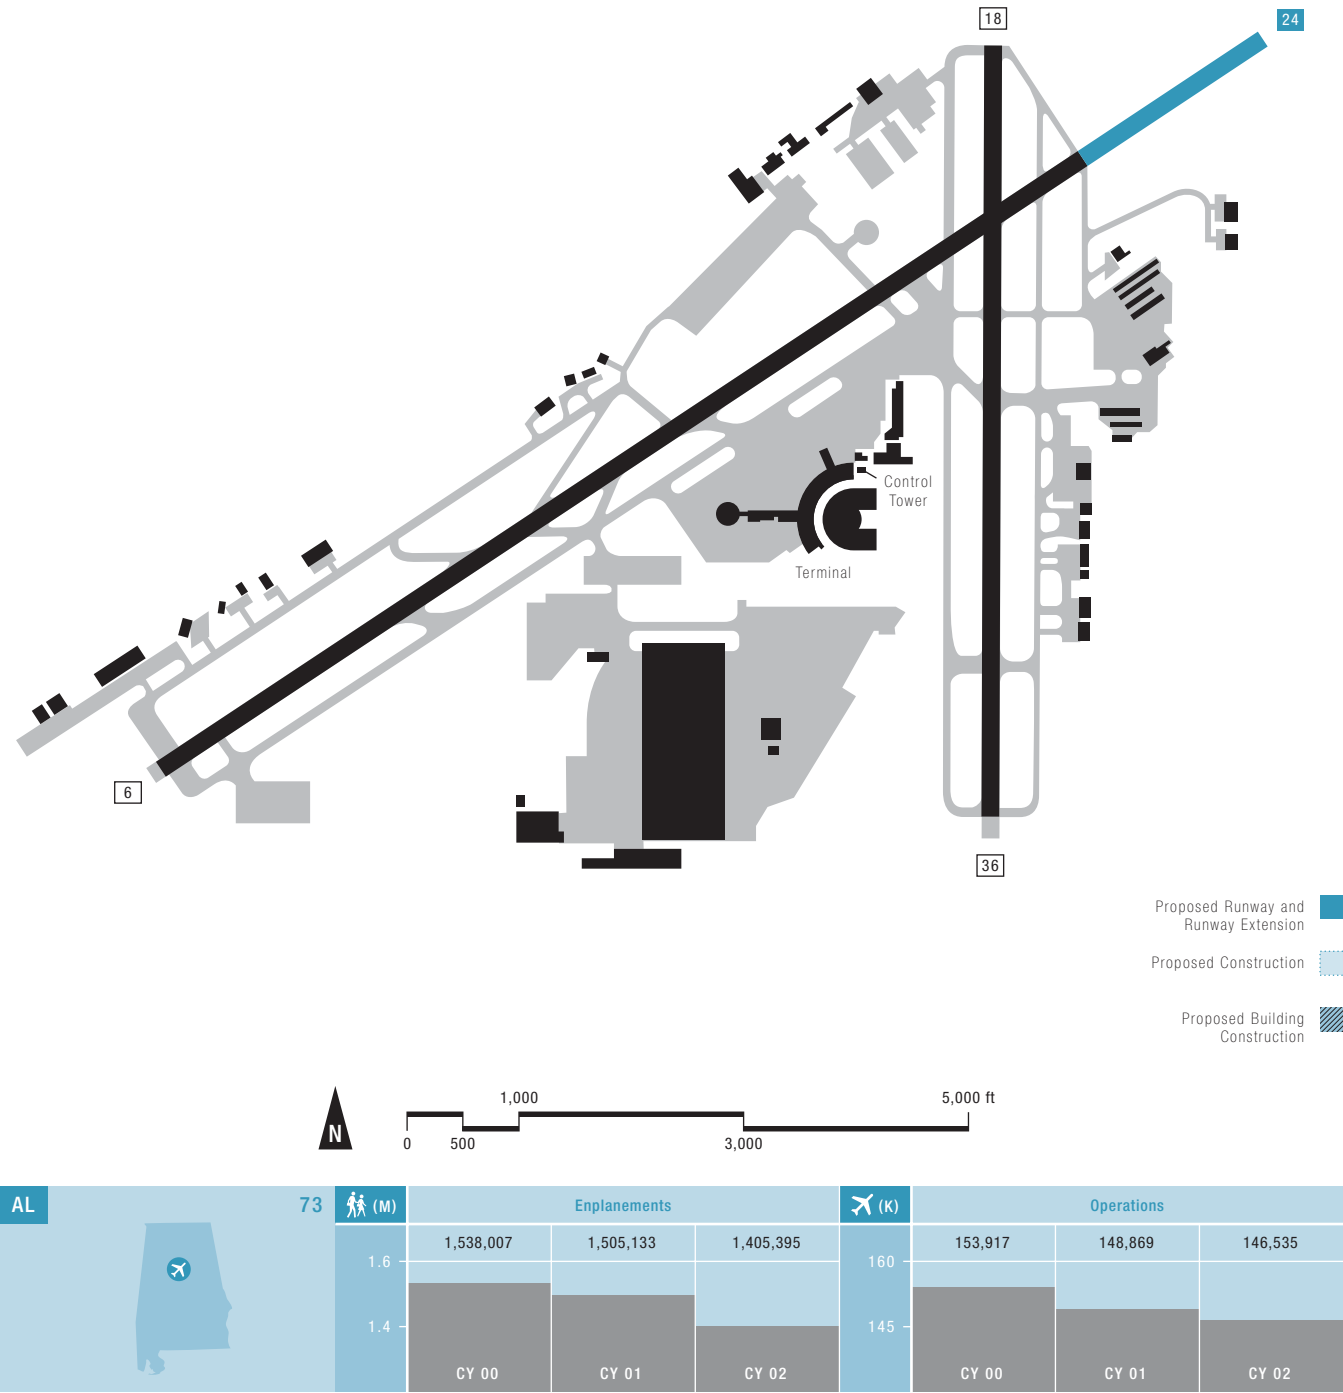 18
24
Control
Tower
Terminal
6
36
Proposed Runway and
Runway Extension
Proposed Construction
Proposed Building
Construction
1,000
5,000 ft
N
0
500
3,000
AL
73
(M)
Enplanements
(K)
Operations
1,538,007
1,505,133
1,405,395
153,917
148,869
146,535
1.6
160
1.4
145
CY 00
CY 01
CY 02
CY 00
CY 01
CY 02